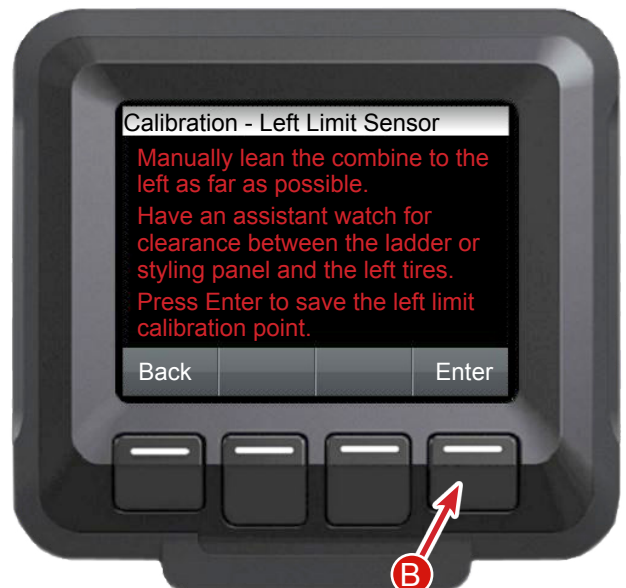 Calibration - Left Limit Sensor
Manually lean the combine to the
left as far as possible.
Have an assistant watch for
clearance between the ladder or
styling panel and the left tires.
Press Enter to save the left limit
calibration point.
Back Enter
B